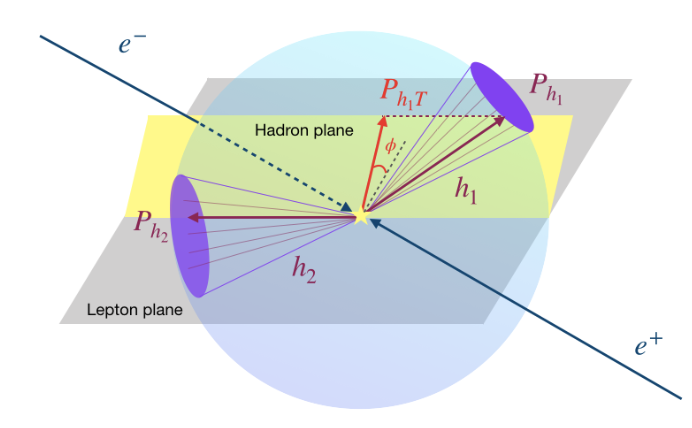 e⁻
P_{h₁T}
P_{h₁}
Hadron plane
ϕ
h₁
P_{h₂}
h₂
Lepton plane
e⁺